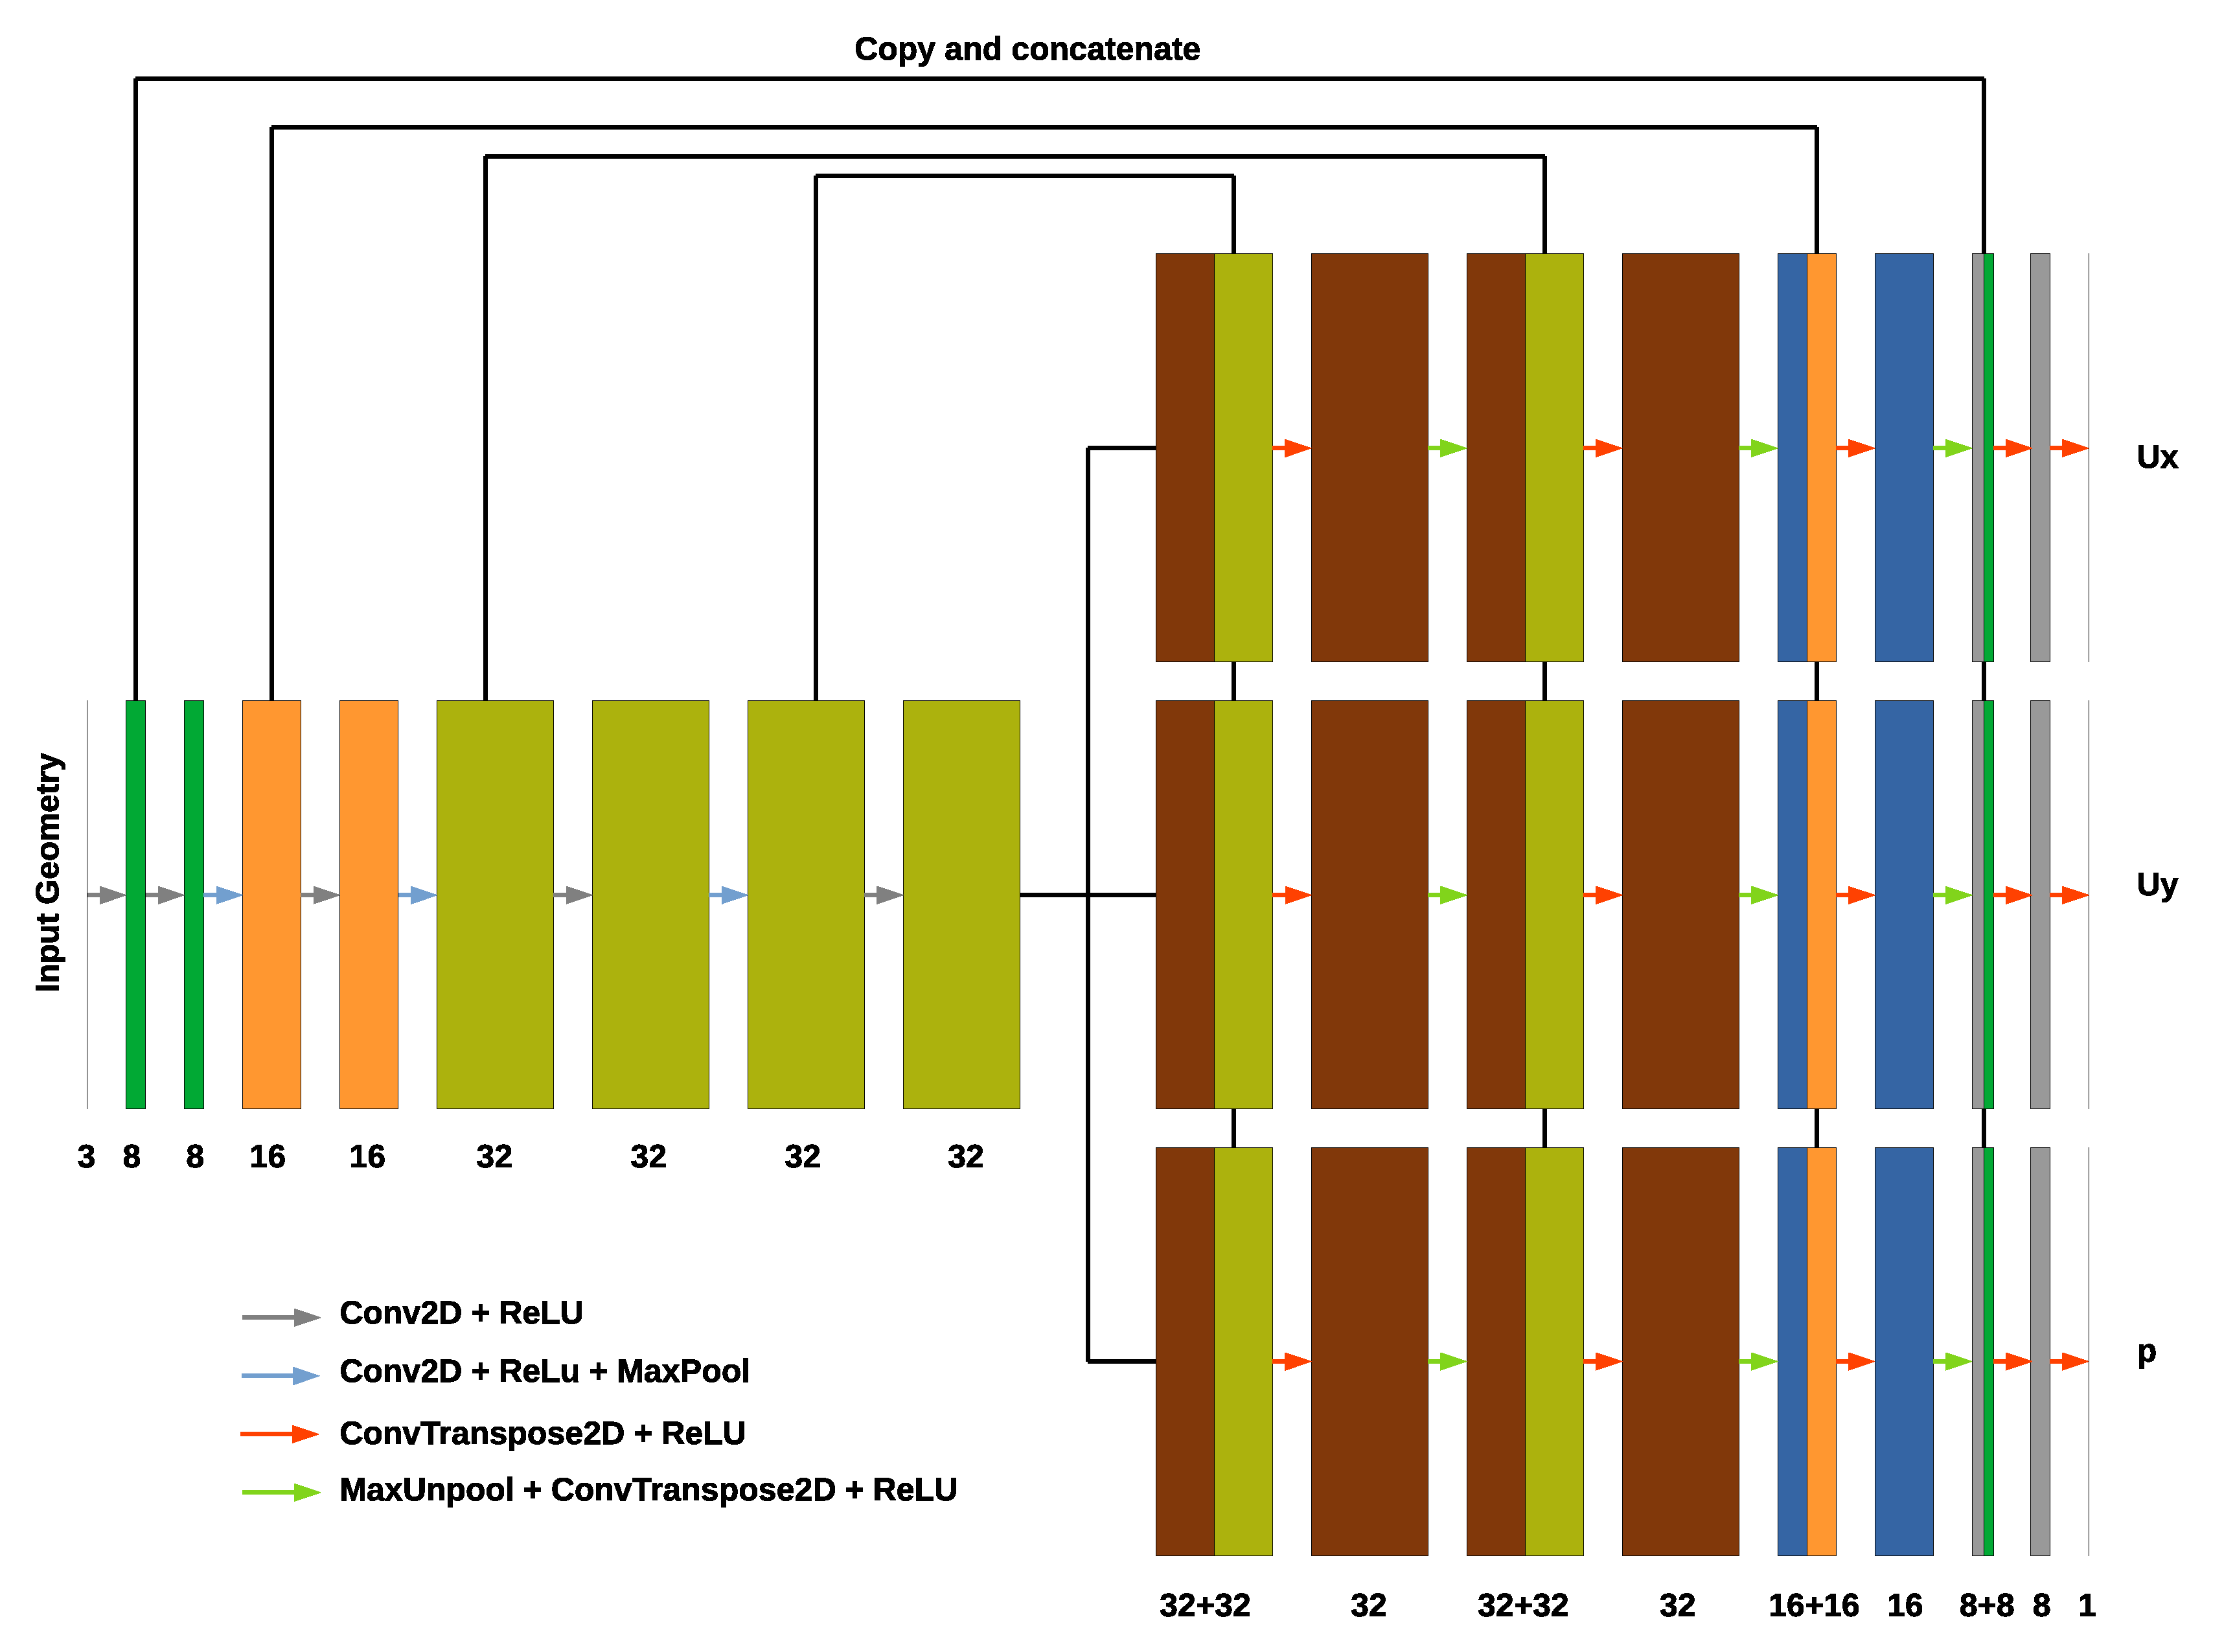 Copy and concatenate
Ux
Input Geometry
Uy
3 8 8 16 16 32 32 32 32
Conv2D + ReLU
Conv2D + ReLu + MaxPool
ConvTranspose2D + ReLU
MaxUnpool + ConvTranspose2D + ReLU
p
32+32 32 32+32 32 16+16 16 8+8 8 1